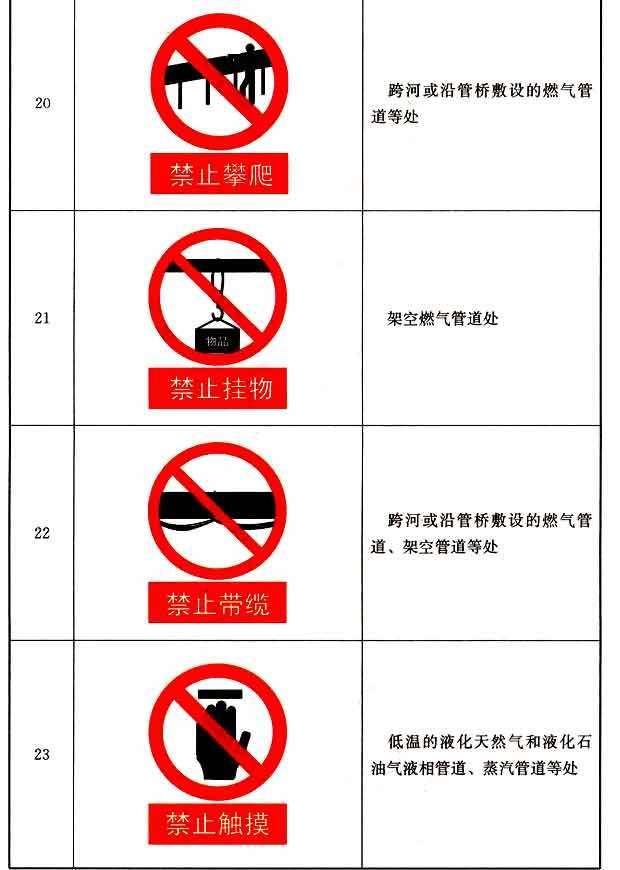 20
禁止攀爬
跨河或沿管桥敷设的燃气管
道等处
21
物品
禁止挂物
架空燃气管道处
22
禁止带缆
跨河或沿管桥敷设的燃气管
道、架空管道等处
23
禁止触摸
低温的液化天然气和液化石
油气液相管道、蒸汽管道等处